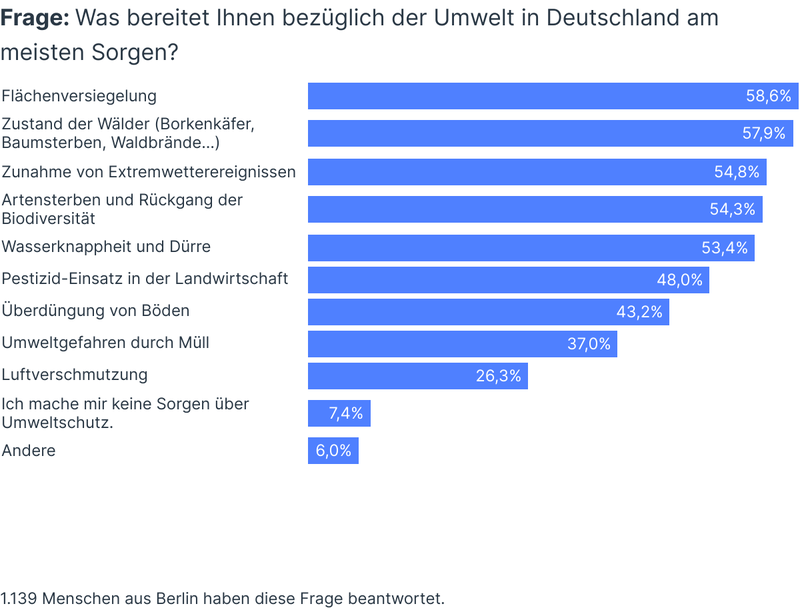 Frage: Was bereitet Ihnen bezüglich der Umwelt in Deutschland am
meisten Sorgen?
Flächenversiegelung 58,6%
Zustand der Wälder (Borkenkäfer,
Baumsterben, Waldbrände...) 57,9%
Zunahme von Extremwetterereignissen 54,8%
Artensterben und Rückgang der
Biodiversität 54,3%
Wasserknappheit und Dürre 53,4%
Pestizid-Einsatz in der Landwirtschaft 48,0%
Überdüngung von Böden 43,2%
Umweltgefahren durch Müll 37,0%
Luftverschmutzung 26,3%
Ich mache mir keine Sorgen über
Umweltschutz. 7,4%
Andere 6,0%
1.139 Menschen aus Berlin haben diese Frage beantwortet.